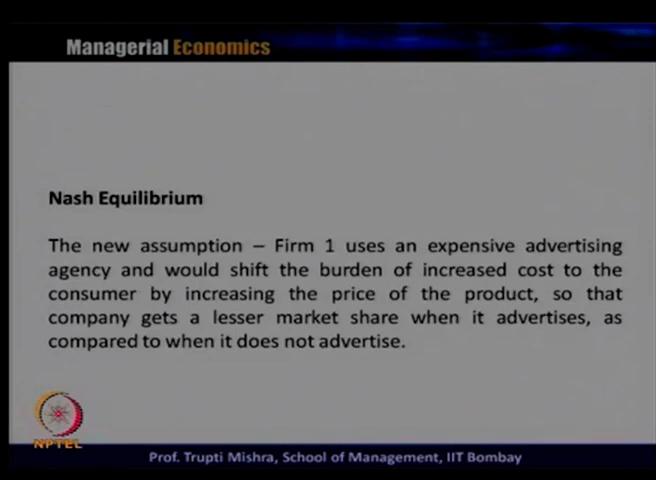 Managerial Economics
Nash Equilibrium
The new assumption – Firm 1 uses an expensive advertising
agency and would shift the burden of increased cost to the
consumer by increasing the price of the product, so that
company gets a lesser market share when it advertises, as
compared to when it does not advertise.
NPTEL
Prof. Trupti Mishra, School of Management, IIT Bombay